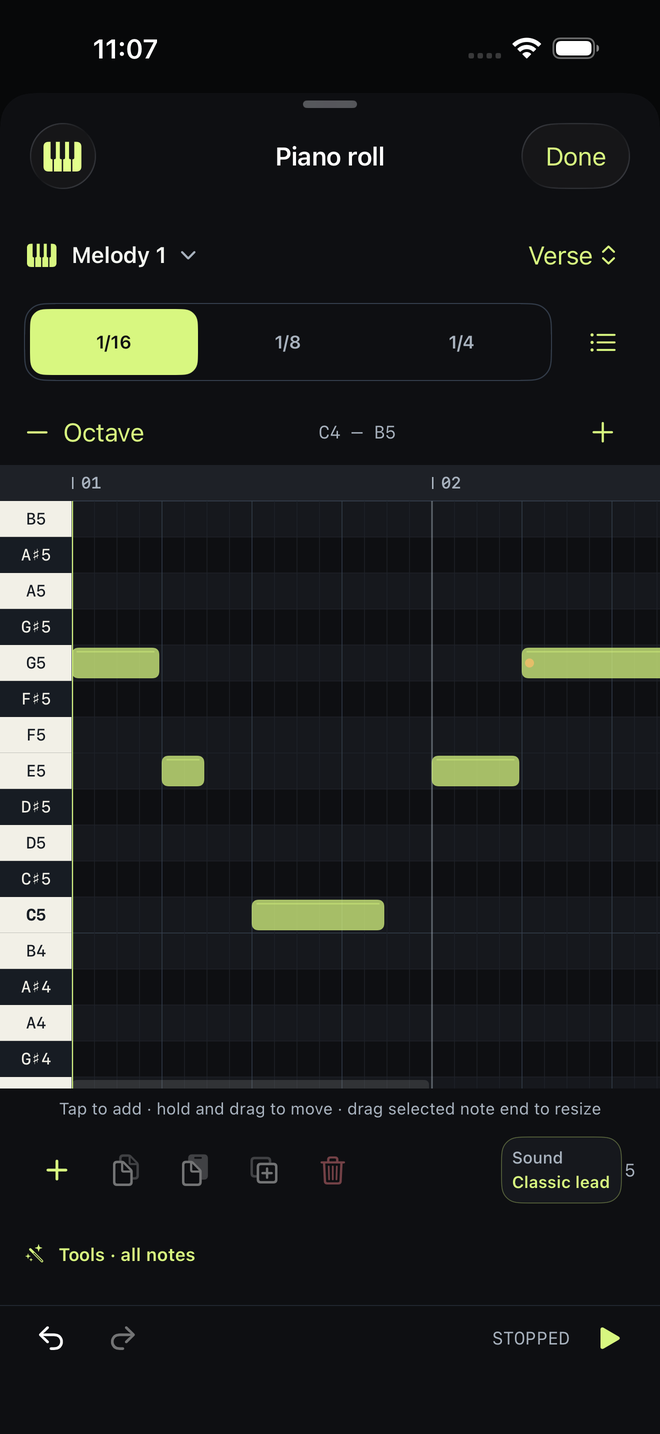 11:07
Piano roll
Done
Melody 1
Verse
1/16
1/8
1/4
Octave
C4 — B5
01
02
B5
A♯5
A5
G♯5
G5
F♯5
F5
E5
D♯5
D5
C♯5
C5
B4
A♯4
A4
G♯4
Tap to add · hold and drag to move · drag selected note end to resize
Sound
Classic lead
5
Tools · all notes
STOPPED